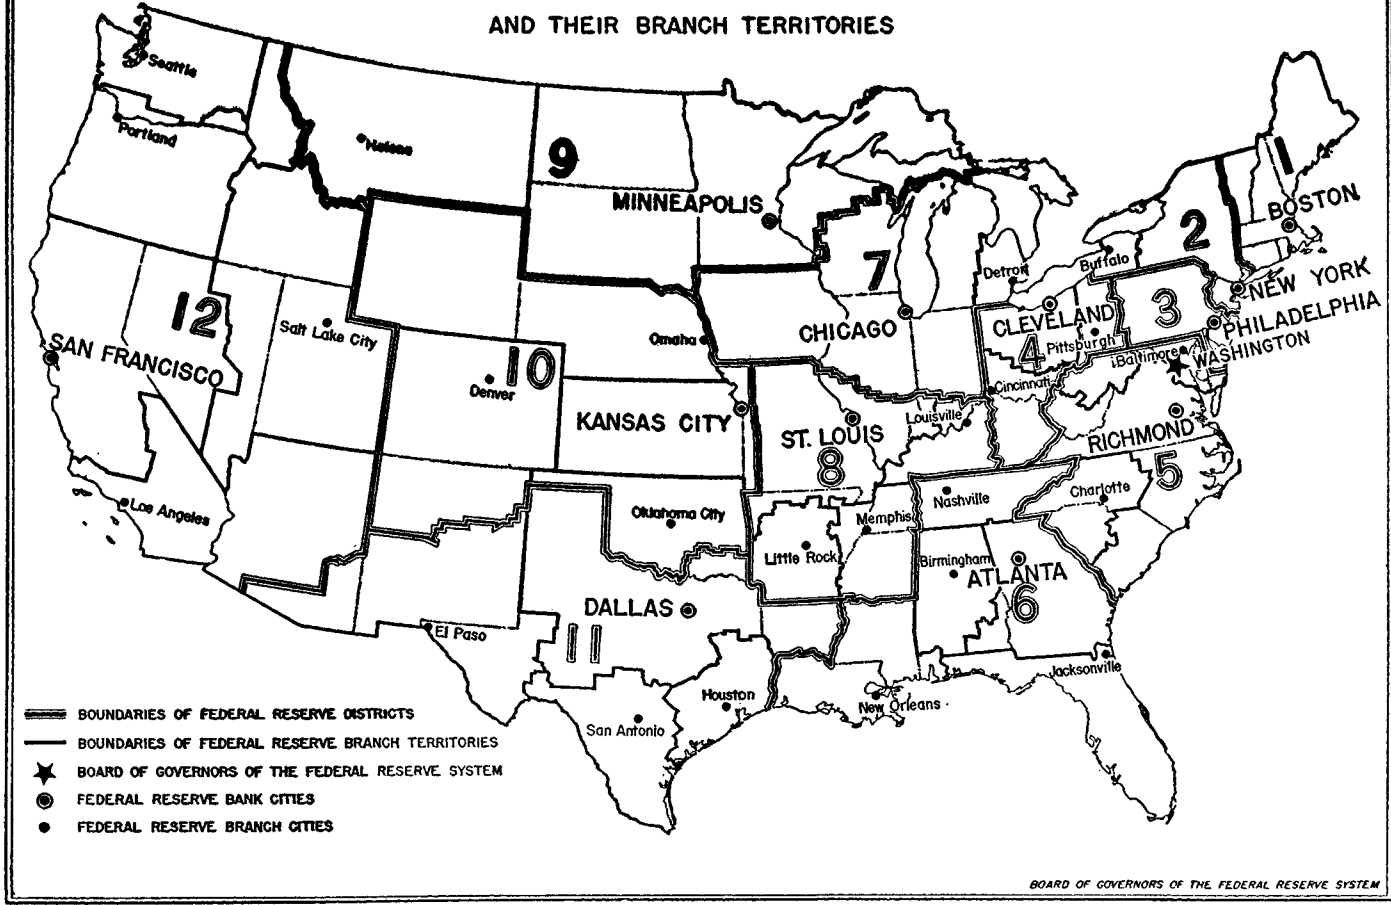 AND THEIR BRANCH TERRITORIES
Seattle
Portland
Helena
9
MINNEAPOLIS
1
BOSTON
2
7
Detroit
Buffalo
NEW YORK
12
Salt Lake City
SAN FRANCISCO
Omaha
CHICAGO
CLEVELAND
3
PHILADELPHIA
4
Pittsburgh
Baltimore
WASHINGTON
10
Denver
Cincinnati
KANSAS CITY
ST. LOUIS
Louisville
RICHMOND
8
5
Los Angeles
Oklahoma City
Nashville
Charlotte
Memphis
Little Rock
Birmingham
ATLANTA
6
DALLAS
El Paso
11
Jacksonville
Houston
New Orleans
San Antonio
BOUNDARIES OF FEDERAL RESERVE DISTRICTS
BOUNDARIES OF FEDERAL RESERVE BRANCH TERRITORIES
BOARD OF GOVERNORS OF THE FEDERAL RESERVE SYSTEM
FEDERAL RESERVE BANK CITIES
FEDERAL RESERVE BRANCH CITIES
BOARD OF GOVERNORS OF THE FEDERAL RESERVE SYSTEM